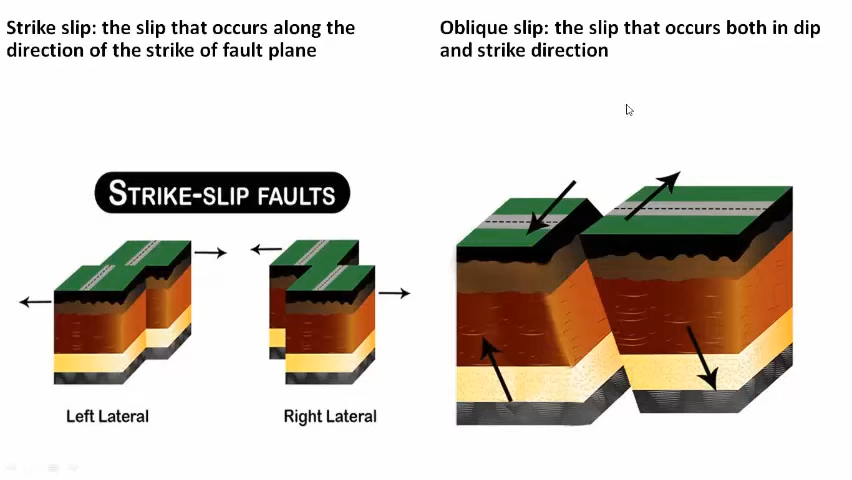 Strike slip: the slip that occurs along the
direction of the strike of fault plane
Oblique slip: the slip that occurs both in dip
and strike direction
STRIKE-SLIP FAULTS
Left Lateral
Right Lateral